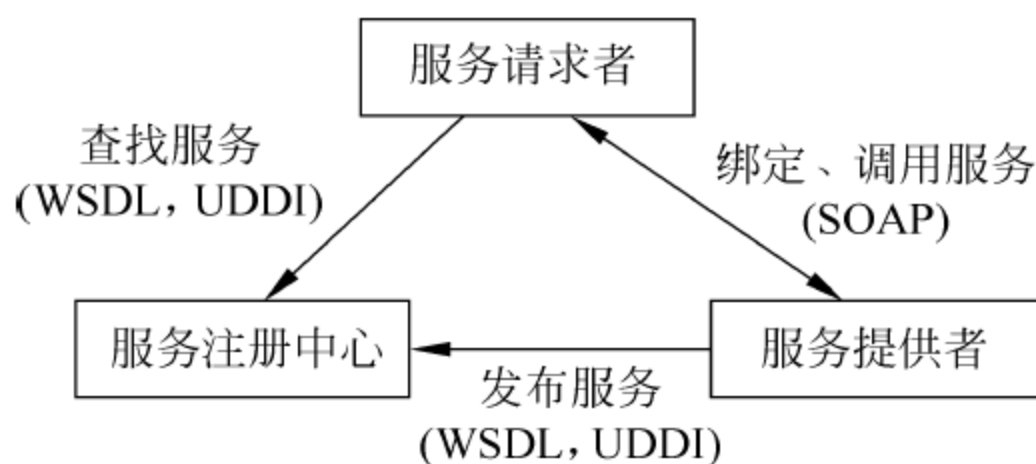 服务请求者
查找服务
(WSDL，UDDI)
绑定、调用服务
(SOAP)
服务注册中心
服务提供者
发布服务
(WSDL，UDDI)